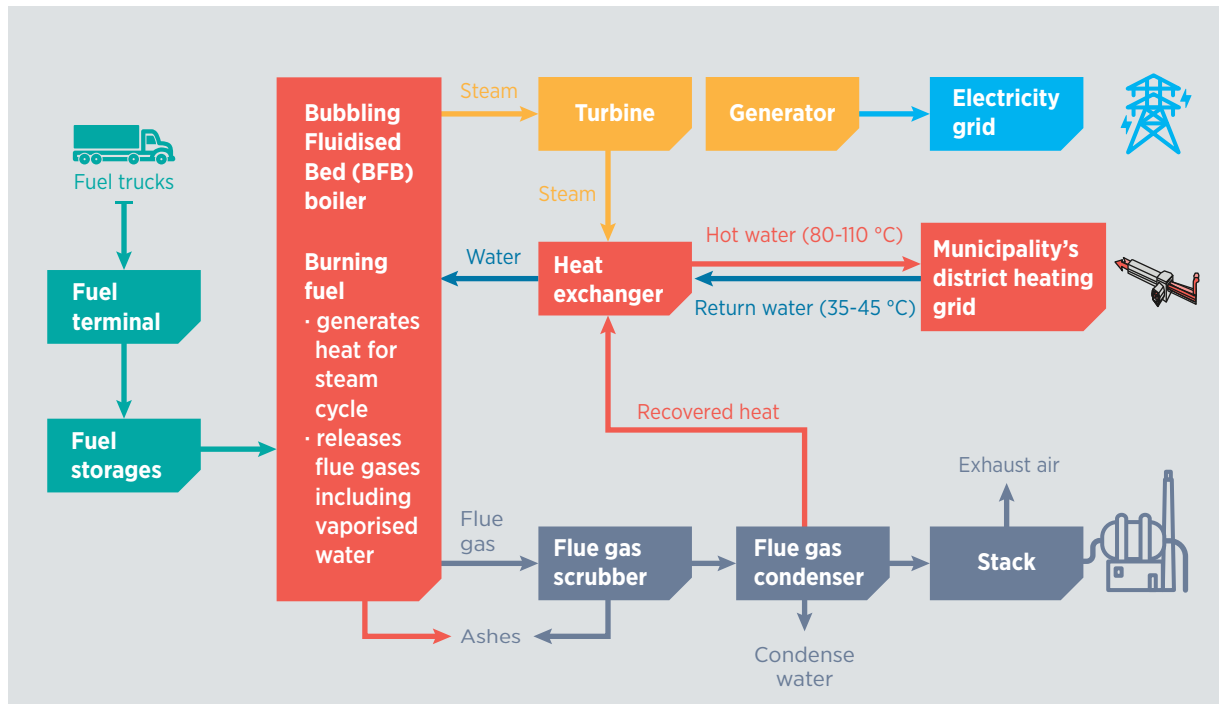 Fuel trucks
Fuel
terminal
Fuel
storages
Bubbling
Fluidised
Bed (BFB)
boiler
Burning
fuel
· generates
heat for
steam
cycle
· releases
flue gases
including
vaporised
water
Steam
Turbine
Generator
Electricity
grid
Steam
Water
Heat
exchanger
Hot water (80-110 °C)
Return water (35-45 °C)
Municipality's
district heating
grid
Recovered heat
Flue
gas
Flue gas
scrubber
Flue gas
condenser
Exhaust air
Stack
Ashes
Condense
water